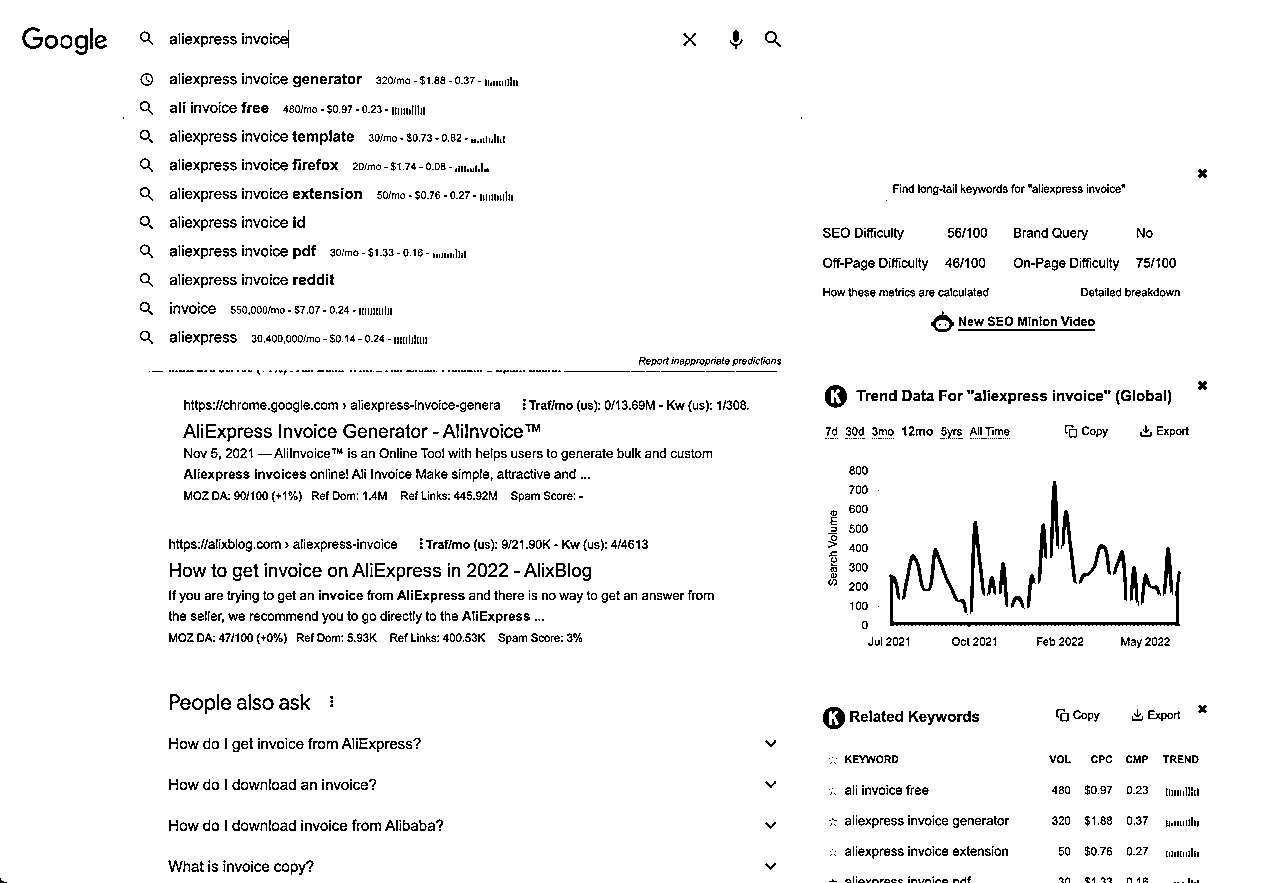 Google
aliexpress invoice
aliexpress invoice generator 320/mo - $1.88 - 0.37 -
ali invoice free 480/mo - $0.97 - 0.23 -
aliexpress invoice template 30/mo - $0.73 - 0.82 -
aliexpress invoice firefox 20/mo - $1.74 - 0.08 -
aliexpress invoice extension 50/mo - $0.76 - 0.27 -
aliexpress invoice id
aliexpress invoice pdf 30/mo - $1.33 - 0.16 -
aliexpress invoice reddit
invoice 550,000/mo - $7.07 - 0.24 -
aliexpress 30,400,000/mo - $0.14 - 0.24 -
Report inappropriate predictions
https://chrome.google.com › aliexpress-invoice-genera Traf/mo (us): 0/13.69M - Kw (us): 1/308.
AliExpress Invoice Generator - AliInvoice™
Nov 5, 2021 — AliInvoice™ is an Online Tool with helps users to generate bulk and custom
Aliexpress invoices online! Ali Invoice Make simple, attractive and ...
MOZ DA: 90/100 (+1%) Ref Dom: 1.4M Ref Links: 445.92M Spam Score: -
https://alixblog.com › aliexpress-invoice Traf/mo (us): 9/21.90K - Kw (us): 4/4613
How to get invoice on AliExpress in 2022 - AlixBlog
If you are trying to get an invoice from AliExpress and there is no way to get an answer from
the seller, we recommend you to go directly to the AliExpress ...
MOZ DA: 47/100 (+0%) Ref Dom: 5.93K Ref Links: 400.53K Spam Score: 3%
People also ask
How do I get invoice from AliExpress?
How do I download an invoice?
How do I download invoice from Alibaba?
What is invoice copy?
Find long-tail keywords for "aliexpress invoice"
SEO Difficulty 56/100 Brand Query No
Off-Page Difficulty 46/100 On-Page Difficulty 75/100
How these metrics are calculated Detailed breakdown
New SEO Minion Video
K Trend Data For "aliexpress invoice" (Global)
7d 30d 3mo 12mo 5yrs All Time Copy Export
Search Volume
800
700
600
500
400
300
200
100
0
Jul 2021 Oct 2021 Feb 2022 May 2022
K Related Keywords Copy Export
KEYWORD VOL CPC CMP TREND
ali invoice free 480 $0.97 0.23
aliexpress invoice generator 320 $1.88 0.37
aliexpress invoice extension 50 $0.76 0.27
aliexpress invoice pdf 30 $1.33 0.16